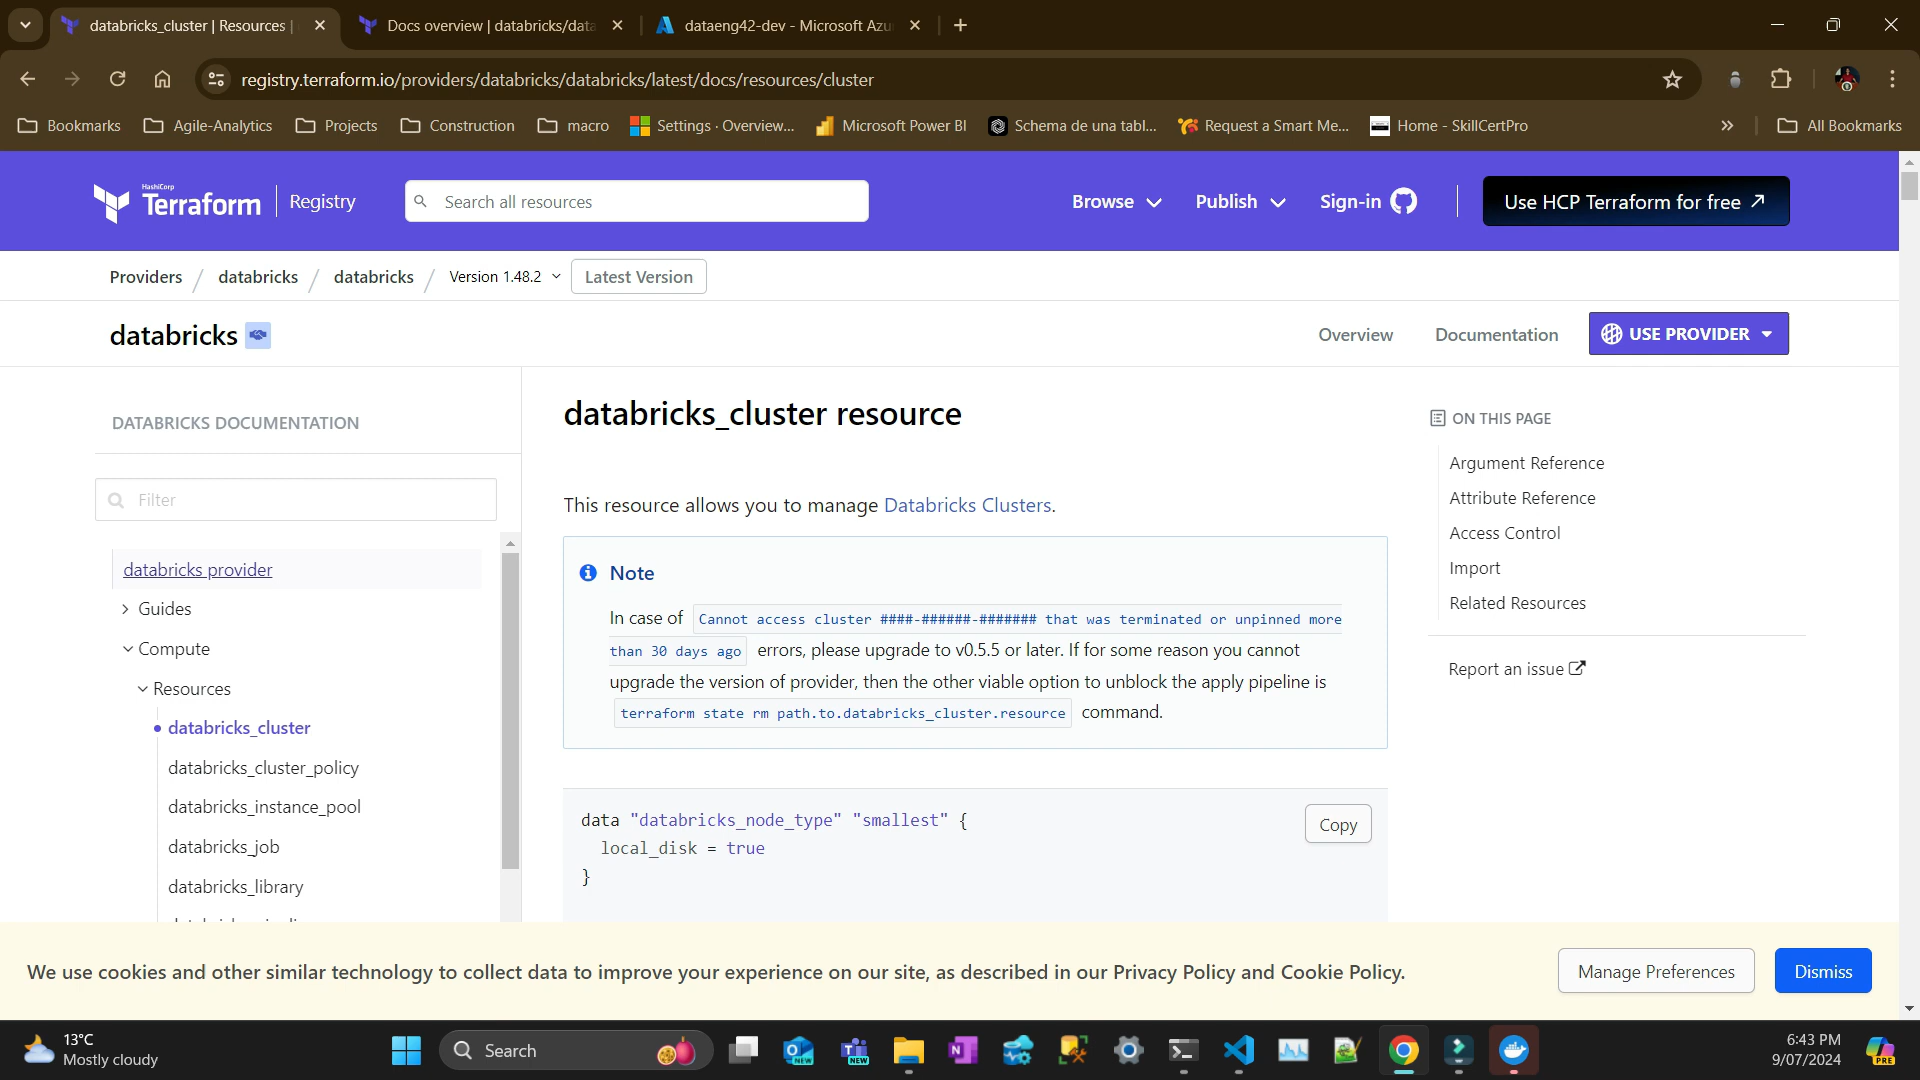 databricks_cluster | Resources |
Docs overview | databricks/data
dataeng42-dev - Microsoft Azu
registry.terraform.io/providers/databricks/databricks/latest/docs/resources/cluster
Bookmarks
Agile-Analytics
Projects
Construction
macro
Settings · Overview...
Microsoft Power BI
Schema de una tabl...
Request a Smart Me...
Home - SkillCertPro
»
All Bookmarks
HashiCorp
Terraform
Registry
Search all resources
Browse
Publish
Sign-in
Use HCP Terraform for free
Providers / databricks / databricks / Version 1.48.2
Latest Version
databricks
Overview
Documentation
USE PROVIDER
DATABRICKS DOCUMENTATION
Filter
databricks provider
Guides
Compute
Resources
databricks_cluster
databricks_cluster_policy
databricks_instance_pool
databricks_job
databricks_library
databricks_cluster resource
This resource allows you to manage Databricks Clusters.
Note
In case of Cannot access cluster ####-######-####### that was terminated or unpinned more
than 30 days ago errors, please upgrade to v0.5.5 or later. If for some reason you cannot
upgrade the version of provider, then the other viable option to unblock the apply pipeline is
terraform state rm path.to.databricks_cluster.resource command.
data "databricks_node_type" "smallest" {
local_disk = true
}
Copy
ON THIS PAGE
Argument Reference
Attribute Reference
Access Control
Import
Related Resources
Report an issue
We use cookies and other similar technology to collect data to improve your experience on our site, as described in our Privacy Policy and Cookie Policy.
Manage Preferences
Dismiss
13°C
Mostly cloudy
Search
NEW
NEW
6:43 PM
9/07/2024
PRE